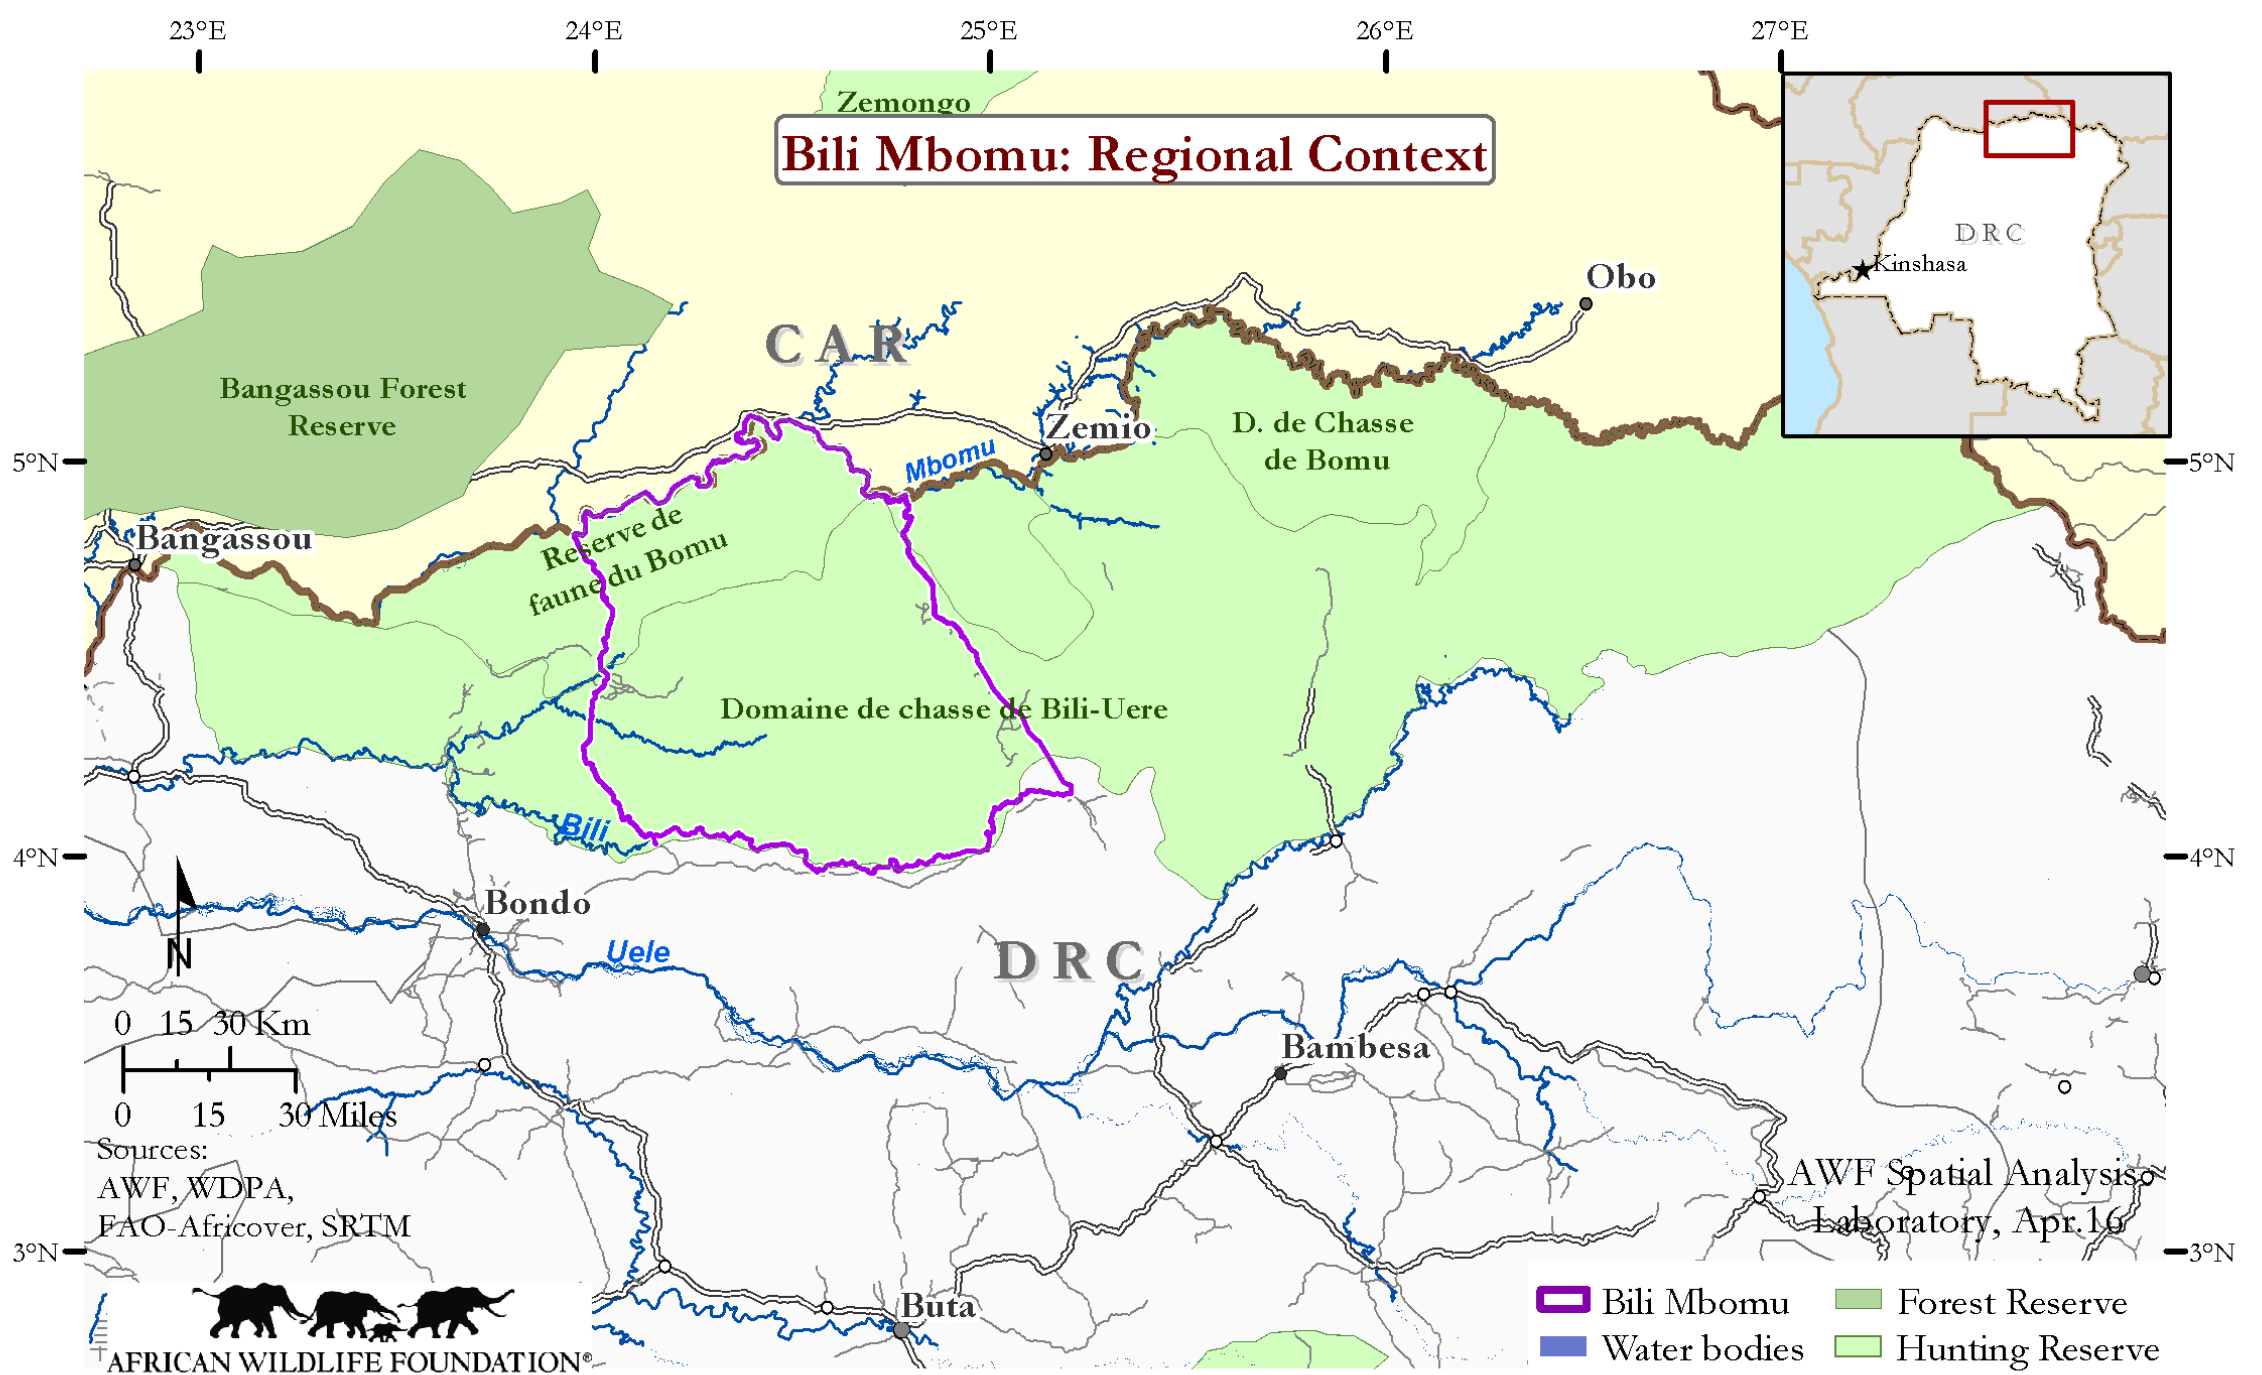 23°E 24°E 25°E 26°E 27°E
Zemongo
Bili Mbomu: Regional Context
DRC
Kinshasa
Obo
CAR
Bangassou Forest
Reserve
Zemio
D. de Chasse
de Bomu
Mbomu
5°N 5°N
Bangassou
Reserve de
faune du Bomu
Domaine de chasse de Bili-Uere
Bili
4°N 4°N
Bondo
Uele
DRC
N
0 15 30 Km
0 15 30 Miles
Bambesa
Sources:
AWF, WDPA,
FAO-Africover, SRTM
AWF Spatial Analysis
Laboratory, Apr.16
3°N 3°N
Buta
AFRICAN WILDLIFE FOUNDATION®
Bili Mbomu
Water bodies
Forest Reserve
Hunting Reserve